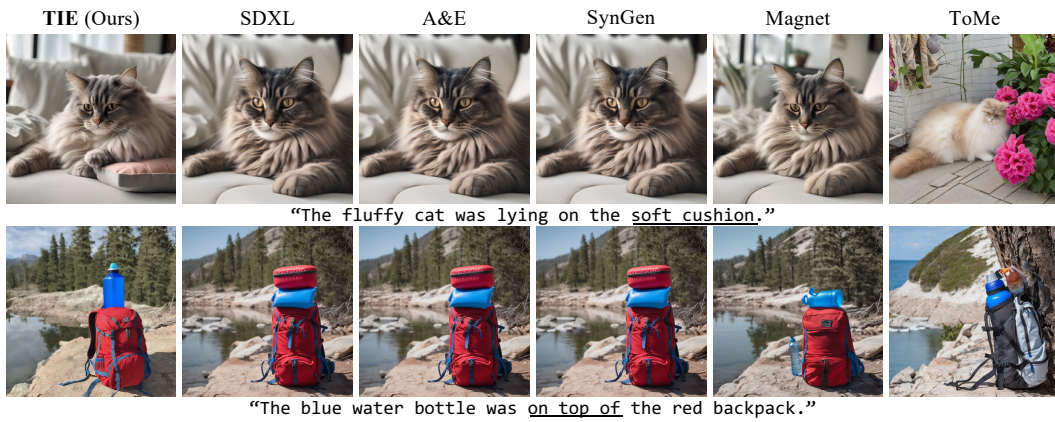 TIE (Ours) SDXL A&E SynGen Magnet ToMe
“The fluffy cat was lying on the soft cushion.”
“The blue water bottle was on top of the red backpack.”